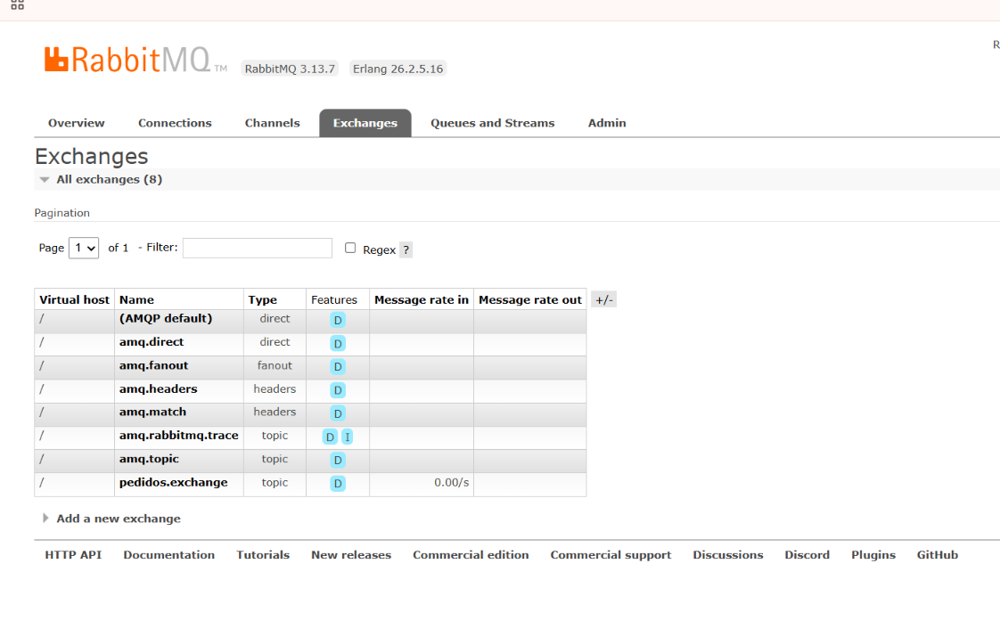 R
RabbitMQ TM RabbitMQ 3.13.7 Erlang 26.2.5.16
Overview Connections Channels Exchanges Queues and Streams Admin
Exchanges
All exchanges (8)
Pagination
Page 1 of 1 - Filter: Regex ?
Virtual host Name Type Features Message rate in Message rate out +/-
/ (AMQP default) direct D
/ amq.direct direct D
/ amq.fanout fanout D
/ amq.headers headers D
/ amq.match headers D
/ amq.rabbitmq.trace topic D I
/ amq.topic topic D
/ pedidos.exchange topic D 0.00/s
Add a new exchange
HTTP API Documentation Tutorials New releases Commercial edition Commercial support Discussions Discord Plugins GitHub